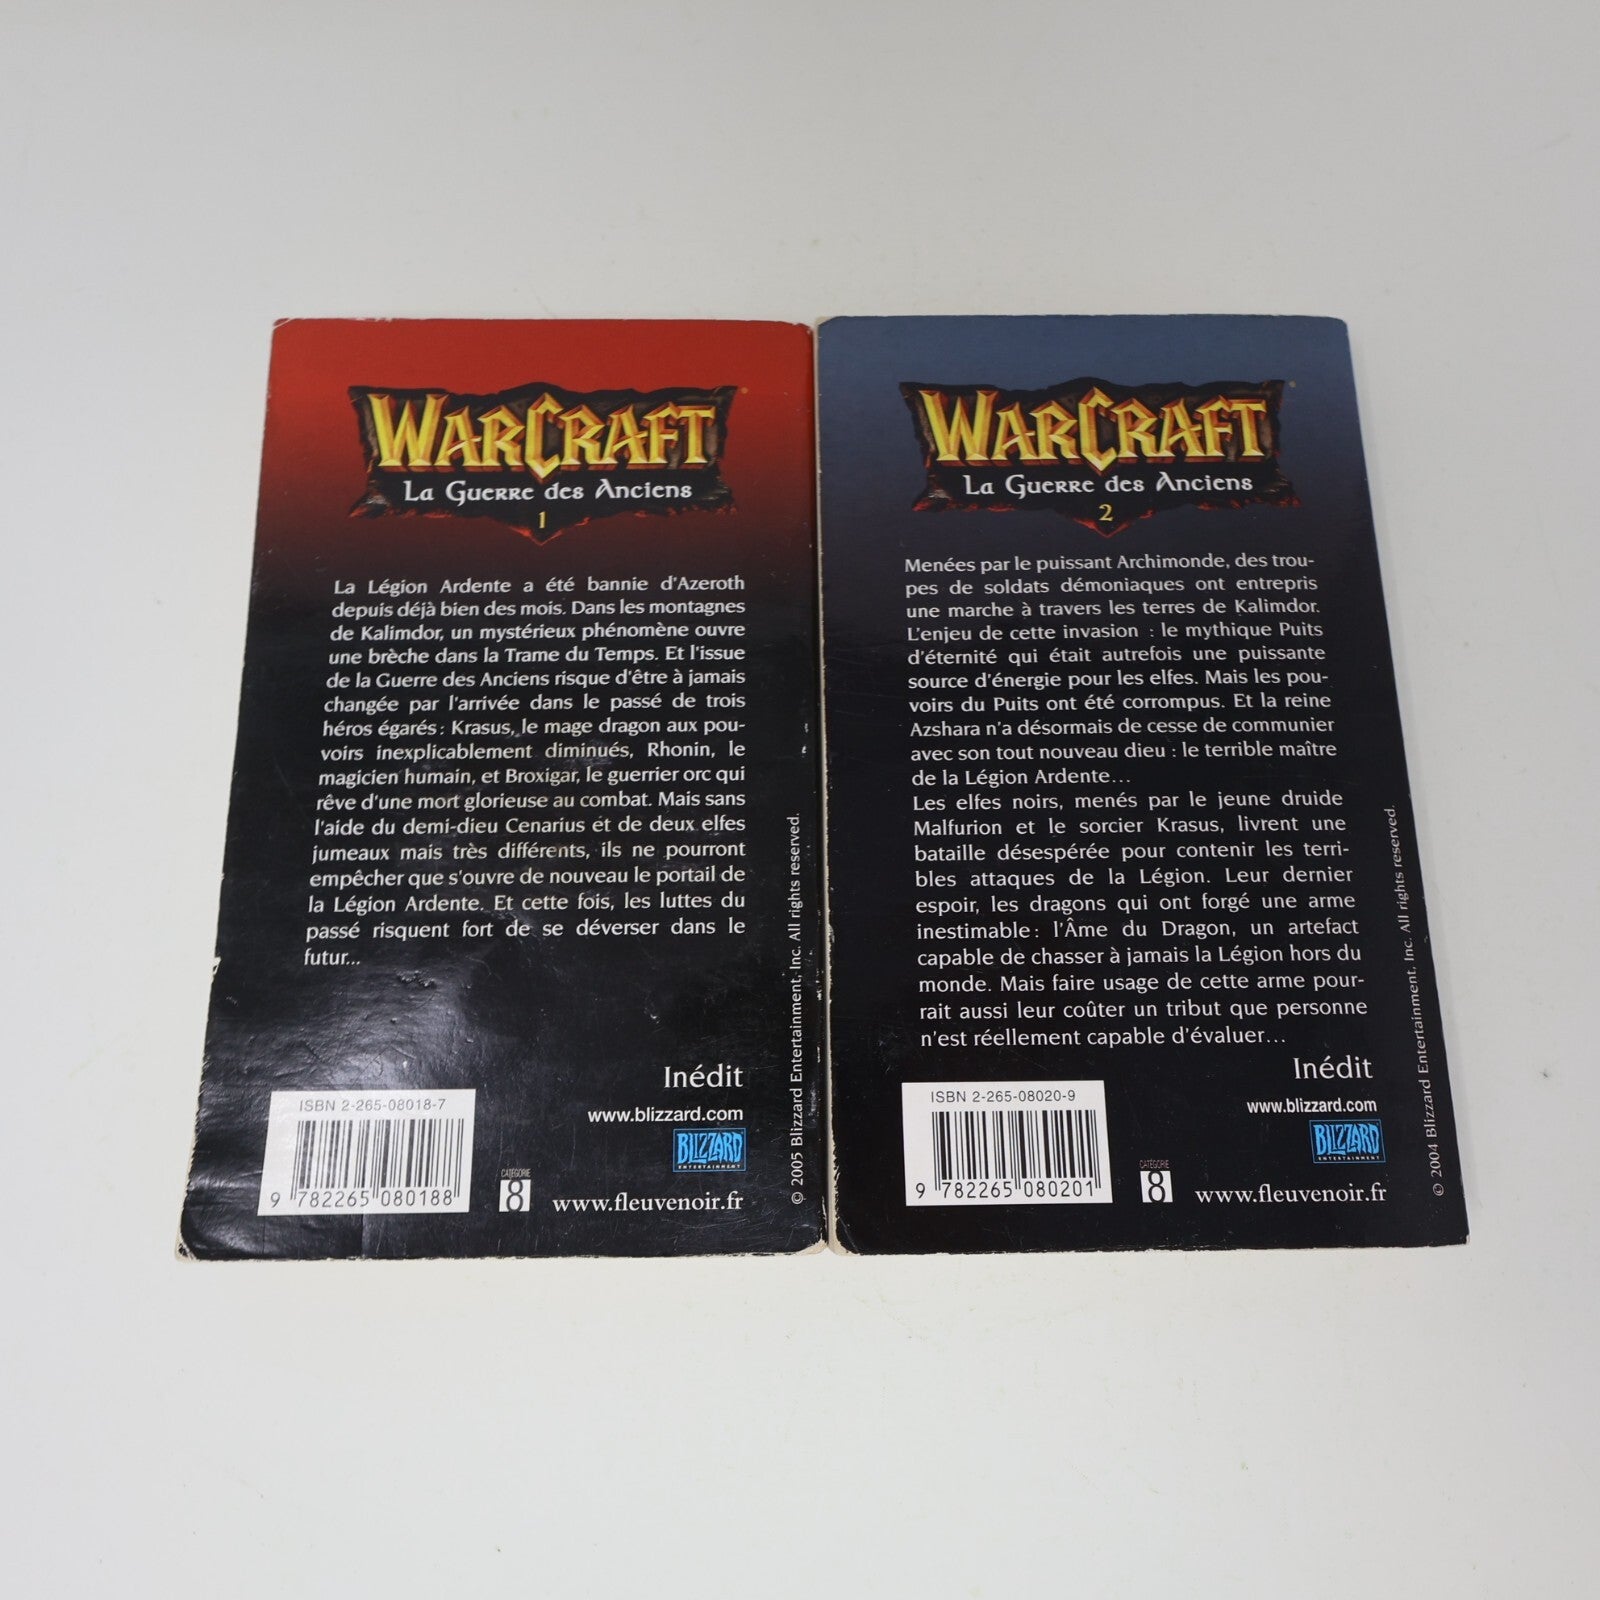 WARCRAFT
La Guerre des Anciens
1
La Légion Ardente a été bannie d'Azeroth
depuis déjà bien des mois. Dans les montagnes
de Kalimdor, un mystérieux phénomène ouvre
une brèche dans la Trame du Temps. Et l'issue
de la Guerre des Anciens risque d'être à jamais
changée par l'arrivée dans le passé de trois
héros égarés : Krasus, le mage dragon aux pou-
voirs inexplicablement diminués, Rhonin, le
magicien humain, et Broxigar, le guerrier orc qui
rêve d'une mort glorieuse au combat. Mais sans
l'aide du demi-dieu Cenarius et de deux elfes
jumeaux mais très différents, ils ne pourront
empêcher que s'ouvre de nouveau le portail de
la Légion Ardente. Et cette fois, les luttes du
passé risquent fort de se déverser dans le
futur...
Inédit
ISBN 2-265-08018-7
www.blizzard.com
BLIZZARD
ENTERTAINMENT
9 782265 080188
CATÉGORIE
8
www.fleuvenoir.fr
© 2005 Blizzard Entertainment, Inc. All rights reserved.
WARCRAFT
La Guerre des Anciens
2
Menées par le puissant Archimonde, des trou-
pes de soldats démoniaques ont entrepris
une marche à travers les terres de Kalimdor.
L'enjeu de cette invasion : le mythique Puits
d'éternité qui était autrefois une puissante
source d'énergie pour les elfes. Mais les pou-
voirs du Puits ont été corrompus. Et la reine
Azshara n'a désormais de cesse de communier
avec son tout nouveau dieu : le terrible maître
de la Légion Ardente...
Les elfes noirs, menés par le jeune druide
Malfurion et le sorcier Krasus, livrent une
bataille désespérée pour contenir les terri-
bles attaques de la Légion. Leur dernier
espoir, les dragons qui ont forgé une arme
inestimable : l'Âme du Dragon, un artefact
capable de chasser à jamais la Légion hors du
monde. Mais faire usage de cette arme pour-
rait aussi leur coûter un tribut que personne
n'est réellement capable d'évaluer...
Inédit
ISBN 2-265-08020-9
www.blizzard.com
BLIZZARD
ENTERTAINMENT
9 782265 080201
CATÉGORIE
8
www.fleuvenoir.fr
© 2004 Blizzard Entertainment, Inc. All rights reserved.